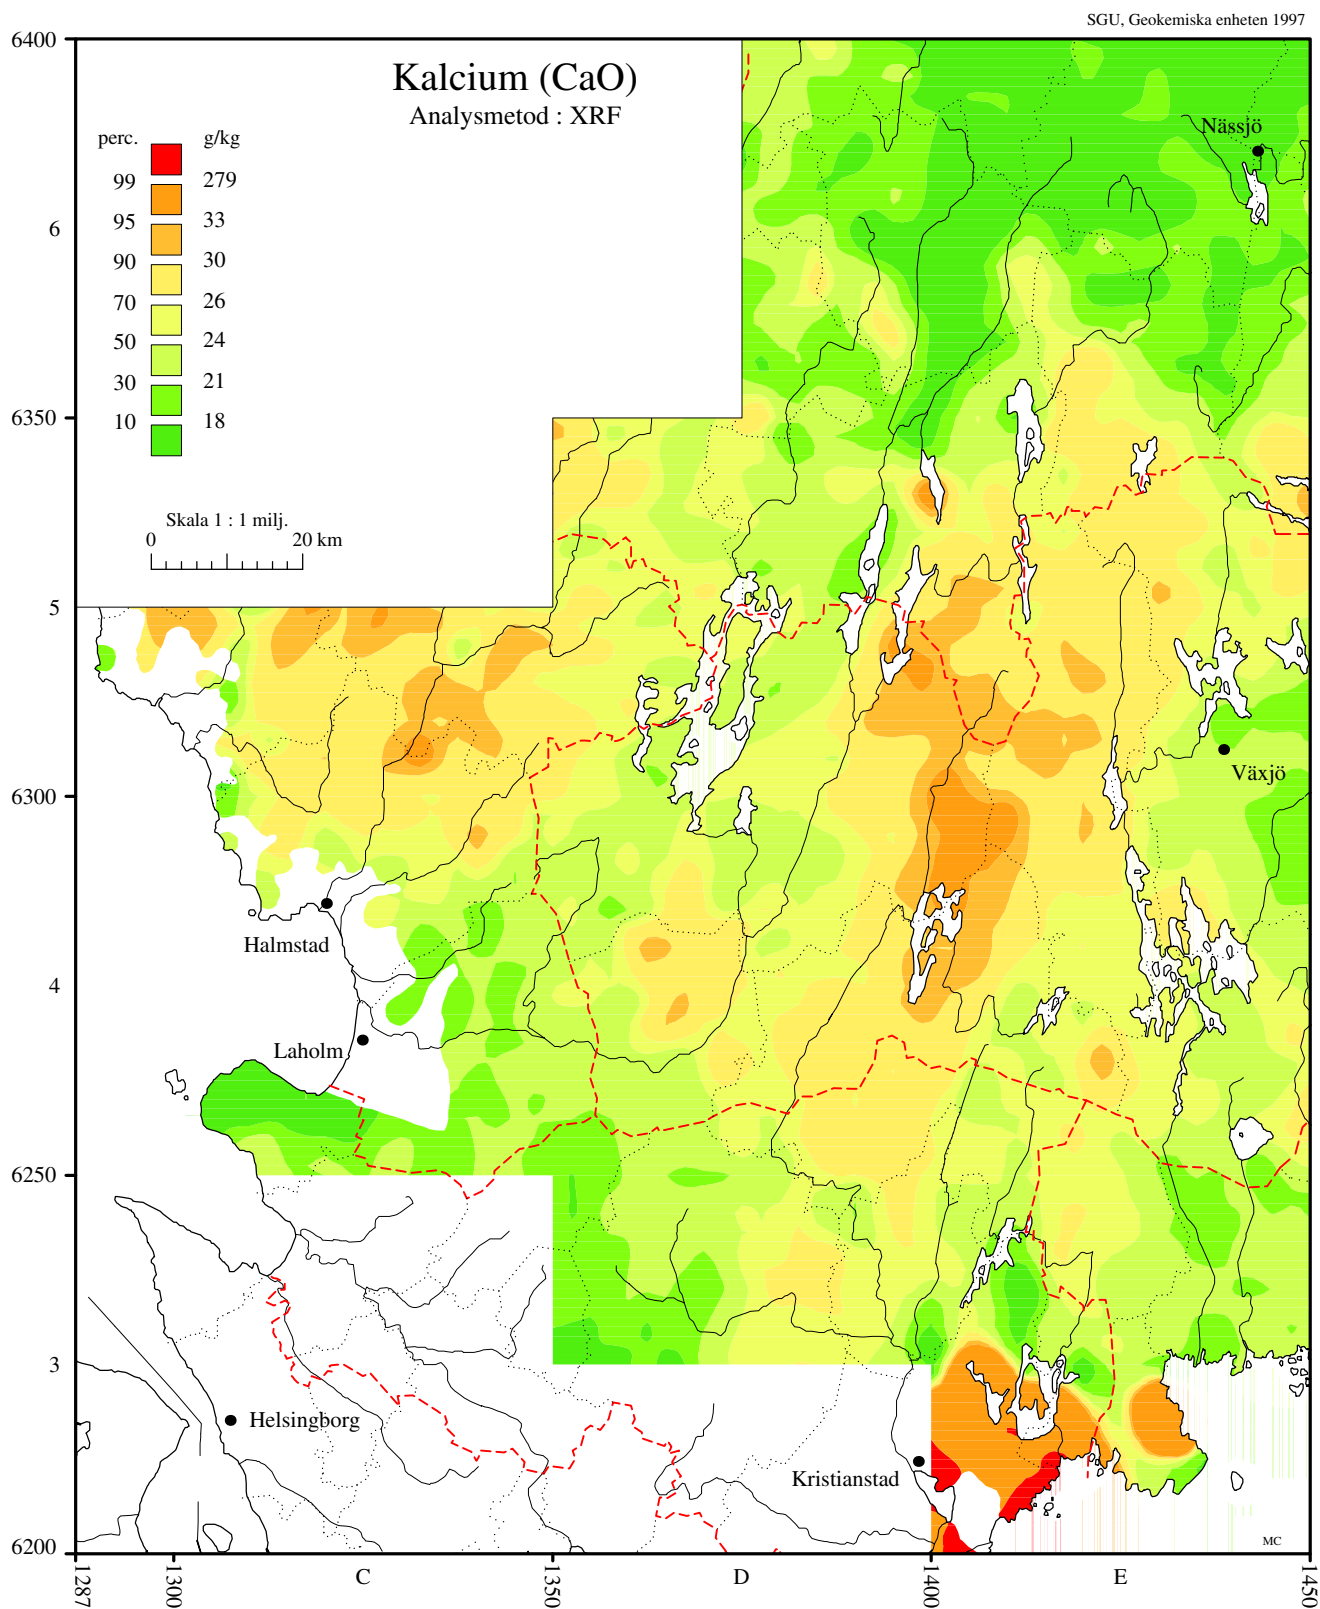 SGU, Geokemiska enheten 1997
6400
Kalcium (CaO)
Analysmetod : XRF
perc. g/kg
99 279
95 33
90 30
70 26
50 24
30 21
10 18
Nässjö
6
6350
Skala 1 : 1 milj.
0 20 km
5
Växjö
6300
Halmstad
4
Laholm
6250
3
Helsingborg
Kristianstad
MC
6200
1287 1300 C 1350 D 1400 E 1450